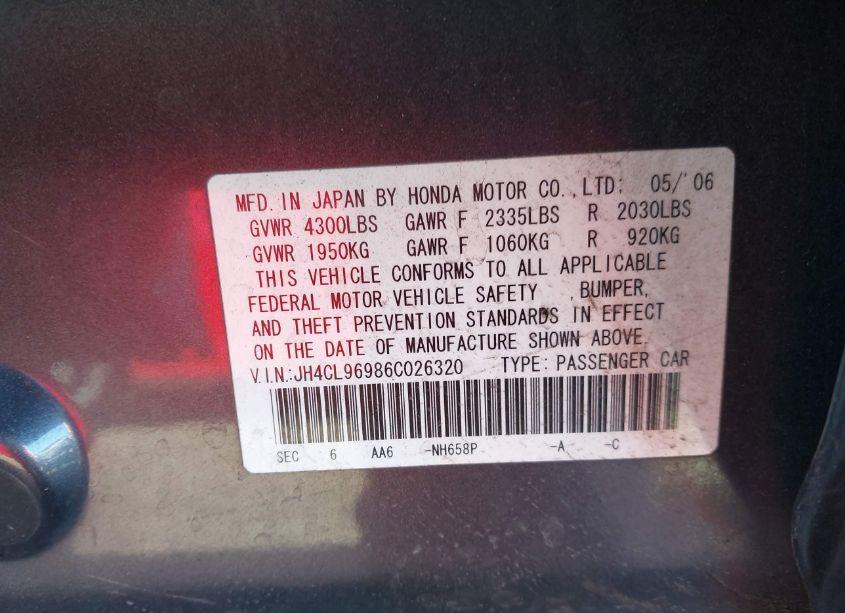 MFD. IN JAPAN BY HONDA MOTOR CO.,LTD: 05/'06
GVWR 4300LBS GAWR F 2335LBS R 2030LBS
GVWR 1950KG GAWR F 1060KG R 920KG
THIS VEHICLE CONFORMS TO ALL APPLICABLE
FEDERAL MOTOR VEHICLE SAFETY ,BUMPER,
AND THEFT PREVENTION STANDARDS IN EFFECT
ON THE DATE OF MANUFACTURE SHOWN ABOVE.
V.I.N.:JH4CL96986C026320 TYPE: PASSENGER CAR
SEC 6 AA6 -NH658P -A -C